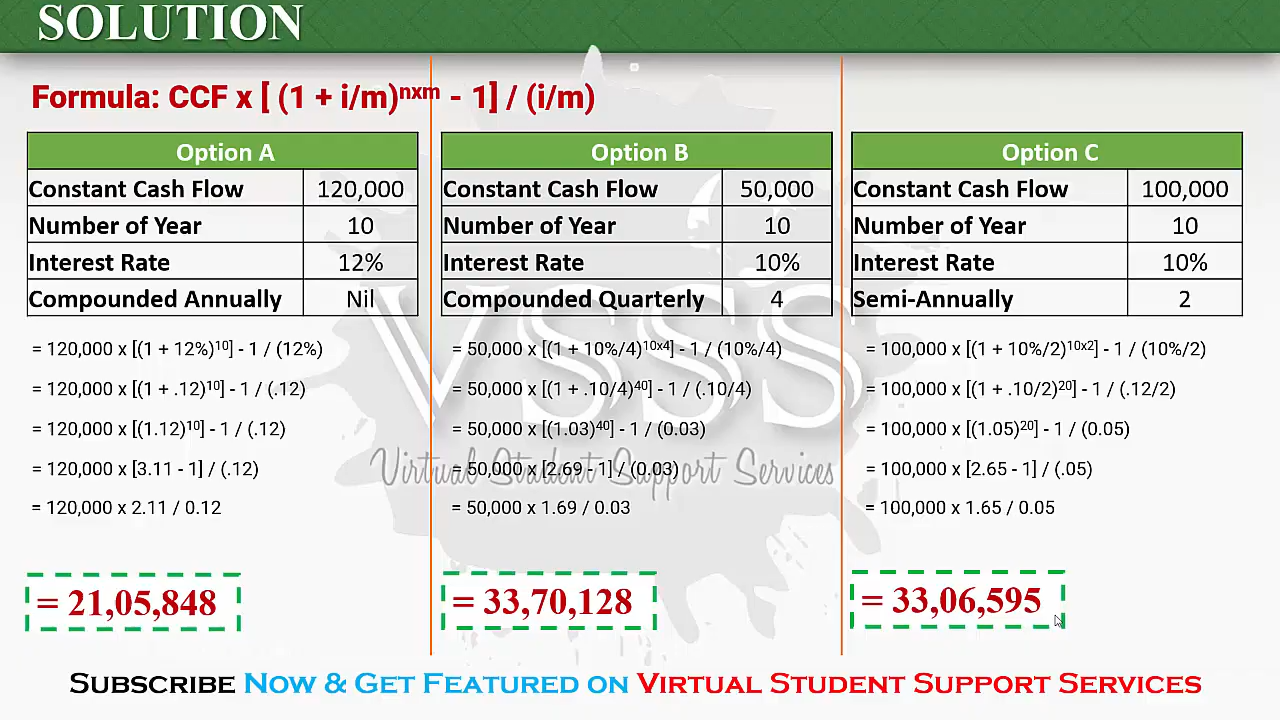 SOLUTION
Formula: CCF x [ (1 + i/m)ⁿˣᵐ - 1] / (i/m)
Option A
Constant Cash Flow 120,000
Number of Year 10
Interest Rate 12%
Compounded Annually Nil
= 120,000 x [(1 + 12%)¹⁰] - 1 / (12%)
= 120,000 x [(1 + .12)¹⁰] - 1 / (.12)
= 120,000 x [(1.12)¹⁰] - 1 / (.12)
= 120,000 x [3.11 - 1] / (.12)
= 120,000 x 2.11 / 0.12
= 21,05,848
Option B
Constant Cash Flow 50,000
Number of Year 10
Interest Rate 10%
Compounded Quarterly 4
= 50,000 x [(1 + 10%/4)¹⁰ˣ⁴] - 1 / (10%/4)
= 50,000 x [(1 + .10/4)⁴⁰] - 1 / (.10/4)
= 50,000 x [(1.03)⁴⁰] - 1 / (0.03)
= 50,000 x [2.69 - 1] / (0.03)
= 50,000 x 1.69 / 0.03
= 33,70,128
Option C
Constant Cash Flow 100,000
Number of Year 10
Interest Rate 10%
Semi-Annually 2
= 100,000 x [(1 + 10%/2)¹⁰ˣ²] - 1 / (10%/2)
= 100,000 x [(1 + .10/2)²⁰] - 1 / (.12/2)
= 100,000 x [(1.05)²⁰] - 1 / (0.05)
= 100,000 x [2.65 - 1] / (.05)
= 100,000 x 1.65 / 0.05
= 33,06,595
VSSS
Virtual Student Support Services
SUBSCRIBE NOW & GET FEATURED ON VIRTUAL STUDENT SUPPORT SERVICES